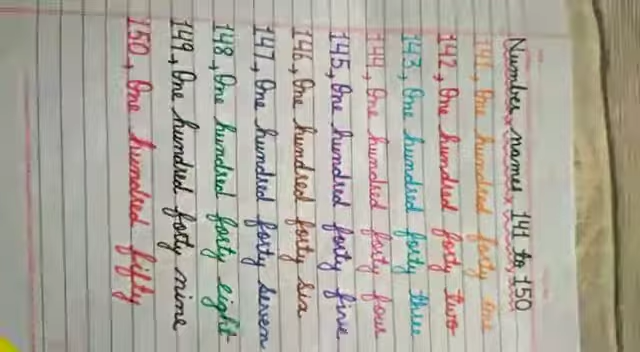 Number names 141 to 150
141, One hundred forty one
142, One hundred forty two
143, One hundred forty three
144, One hundred forty four
145, One hundred forty five
146, One hundred forty six
147, One hundred forty seven
148, One hundred forty eight
149, One hundred forty nine
150, One hundred fifty